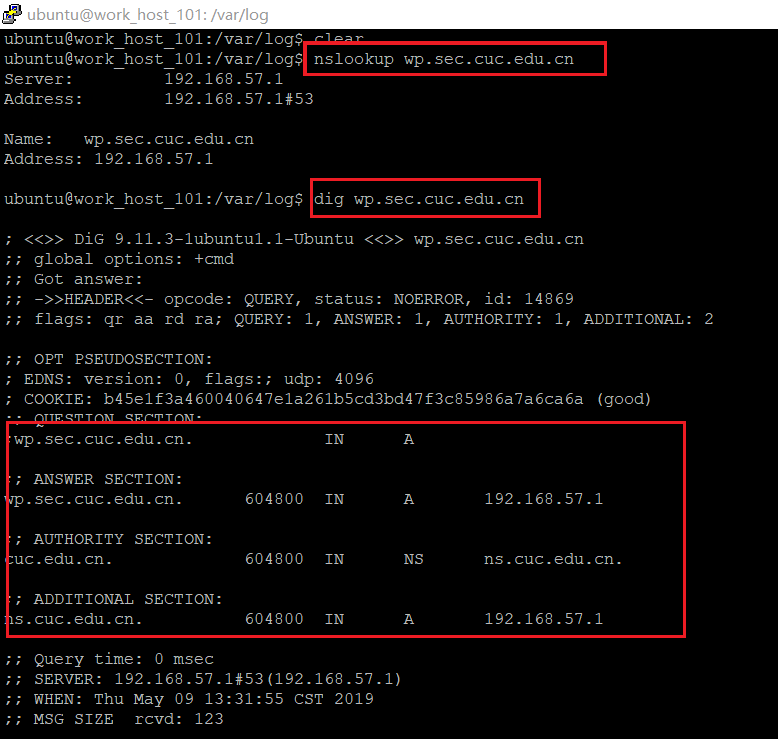 ubuntu@work_host_101: /var/log
ubuntu@work_host_101:/var/log$ clear
ubuntu@work_host_101:/var/log$ nslookup wp.sec.cuc.edu.cn
Server:         192.168.57.1
Address:        192.168.57.1#53
Name:   wp.sec.cuc.edu.cn
Address: 192.168.57.1
ubuntu@work_host_101:/var/log$ dig wp.sec.cuc.edu.cn
; <<>> DiG 9.11.3-1ubuntu1.1-Ubuntu <<>> wp.sec.cuc.edu.cn
;; global options: +cmd
;; Got answer:
;; ->>HEADER<<- opcode: QUERY, status: NOERROR, id: 14869
;; flags: qr aa rd ra; QUERY: 1, ANSWER: 1, AUTHORITY: 1, ADDITIONAL: 2
;; OPT PSEUDOSECTION:
; EDNS: version: 0, flags:; udp: 4096
; COOKIE: b45e1f3a460040647e1a261b5cd3bd47f3c85986a7a6ca6a (good)
;; QUESTION SECTION:
;wp.sec.cuc.edu.cn.             IN      A
;; ANSWER SECTION:
wp.sec.cuc.edu.cn.      604800  IN      A       192.168.57.1
;; AUTHORITY SECTION:
cuc.edu.cn.             604800  IN      NS      ns.cuc.edu.cn.
;; ADDITIONAL SECTION:
ns.cuc.edu.cn.          604800  IN      A       192.168.57.1
;; Query time: 0 msec
;; SERVER: 192.168.57.1#53(192.168.57.1)
;; WHEN: Thu May 09 13:31:55 CST 2019
;; MSG SIZE  rcvd: 123